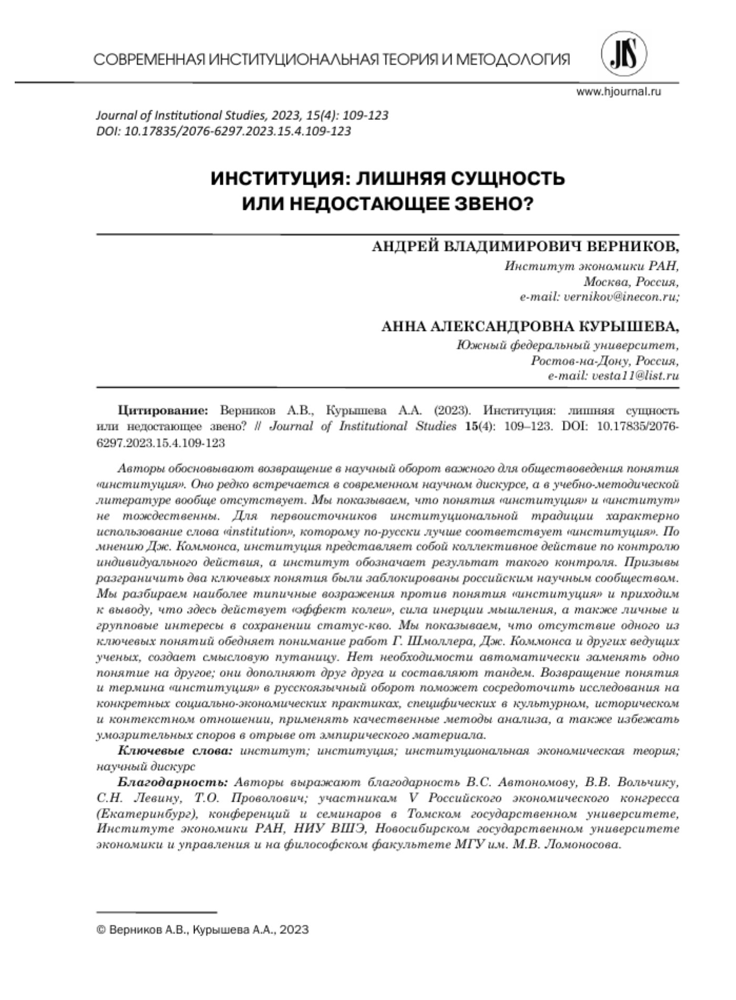 СОВРЕМЕННАЯ ИНСТИТУЦИОНАЛЬНАЯ ТЕОРИЯ И МЕТОДОЛОГИЯ
JIS
www.hjournal.ru
Journal of Institutional Studies, 2023, 15(4): 109-123
DOI: 10.17835/2076-6297.2023.15.4.109-123
ИНСТИТУЦИЯ: ЛИШНЯЯ СУЩНОСТЬ
ИЛИ НЕДОСТАЮЩЕЕ ЗВЕНО?
АНДРЕЙ ВЛАДИМИРОВИЧ ВЕРНИКОВ,
Институт экономики РАН,
Москва, Россия,
e-mail: vernikov@inecon.ru;
АННА АЛЕКСАНДРОВНА КУРЫШЕВА,
Южный федеральный университет,
Ростов-на-Дону, Россия,
e-mail: vesta11@list.ru
Цитирование: Верников А.В., Курышева А.А. (2023). Институция: лишняя сущность
или недостающее звено? // Journal of Institutional Studies 15(4): 109–123. DOI: 10.17835/2076-
6297.2023.15.4.109-123
Авторы обосновывают возвращение в научный оборот важного для обществоведения понятия
«институция». Оно редко встречается в современном научном дискурсе, а в учебно-методической
литературе вообще отсутствует. Мы показываем, что понятия «институция» и «институт»
не тождественны. Для первоисточников институциональной традиции характерно
использование слова «institution», которому по-русски лучше соответствует «институция». По
мнению Дж. Коммонса, институция представляет собой коллективное действие по контролю
индивидуального действия, а институт обозначает результат такого контроля. Призывы
разграничить два ключевых понятия были заблокированы российским научным сообществом.
Мы разбираем наиболее типичные возражения против понятия «институция» и приходим
к выводу, что здесь действует «эффект колеи», сила инерции мышления, а также личные и
групповые интересы в сохранении статус-кво. Мы показываем, что отсутствие одного из
ключевых понятий обедняет понимание работ Г. Шмоллера, Дж. Коммонса и других ведущих
ученых, создает смысловую путаницу. Нет необходимости автоматически заменять одно
понятие на другое; они дополняют друг друга и составляют тандем. Возвращение понятия
и термина «институция» в русскоязычный оборот поможет сосредоточить исследования на
конкретных социально-экономических практиках, специфических в культурном, историческом
и контекстном отношении, применять качественные методы анализа, а также избежать
умозрительных споров в отрыве от эмпирического материала.
Ключевые слова: институт; институция; институциональная экономическая теория;
научный дискурс
Благодарность: Авторы выражают благодарность В.С. Автономову, В.В. Вольчику,
С.Н. Левину, Т.О. Проволович; участникам V Российского экономического конгресса
(Екатеринбург), конференций и семинаров в Томском государственном университете,
Институте экономики РАН, НИУ ВШЭ, Новосибирском государственном университете
экономики и управления и на философском факультете МГУ им. М.В. Ломоносова.
© Верников А.В., Курышева А.А., 2023